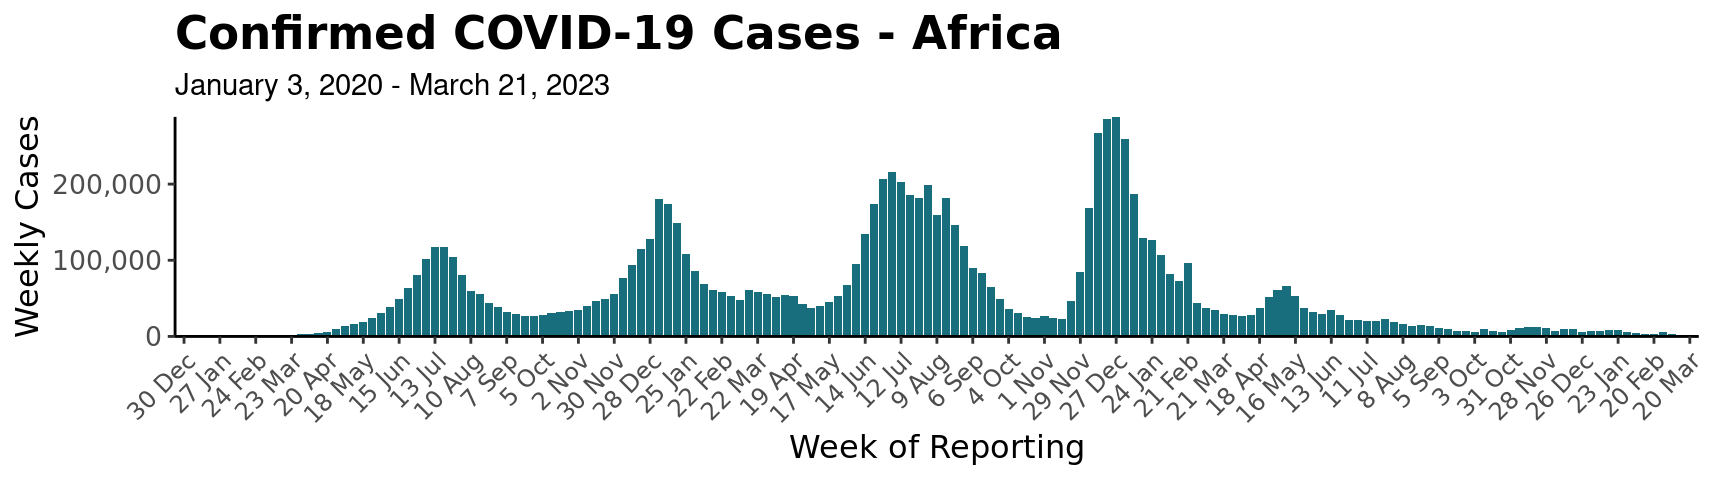 Confirmed COVID-19 Cases - Africa
January 3, 2020 - March 21, 2023
Weekly Cases
200,000
100,000
0
30 Dec
27 Jan
24 Feb
23 Mar
20 Apr
18 May
15 Jun
13 Jul
10 Aug
7 Sep
5 Oct
2 Nov
30 Nov
28 Dec
25 Jan
22 Feb
22 Mar
19 Apr
17 May
14 Jun
12 Jul
9 Aug
6 Sep
4 Oct
1 Nov
29 Nov
27 Dec
24 Jan
21 Feb
21 Mar
18 Apr
16 May
13 Jun
11 Jul
8 Aug
5 Sep
3 Oct
31 Oct
28 Nov
26 Dec
23 Jan
20 Feb
20 Mar
Week of Reporting